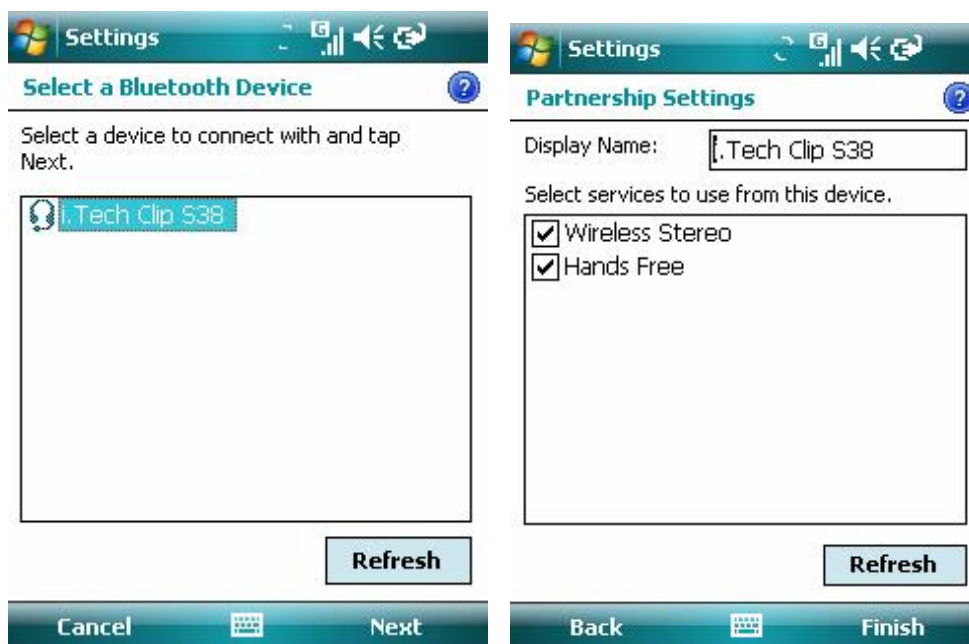 Settings
G
Select a Bluetooth Device
?
Select a device to connect with and tap
Next.
i.Tech Clip S38
Refresh
Cancel
Next
Settings
G
Partnership Settings
?
Display Name:
i.Tech Clip S38
Select services to use from this device.
Wireless Stereo
Hands Free
Refresh
Back
Finish